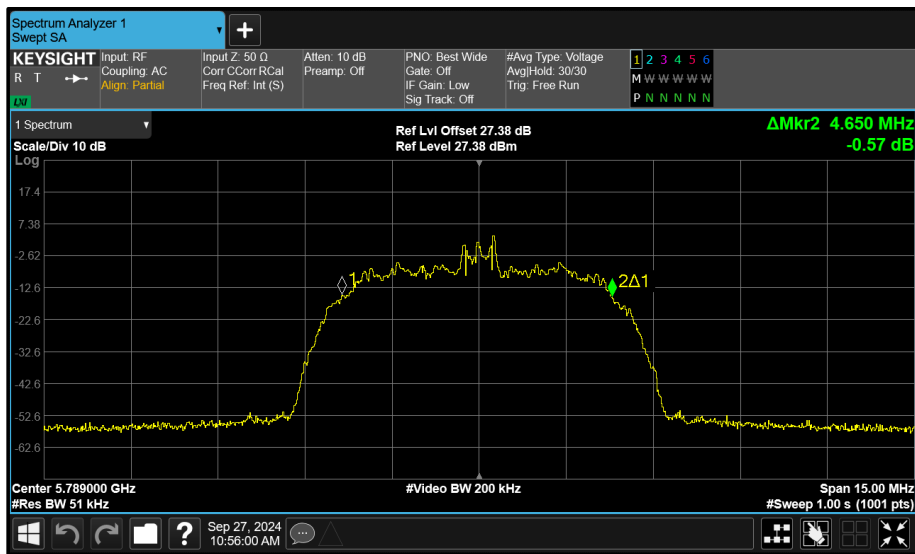 Spectrum Analyzer 1
Swept SA
+
KEYSIGHT
R T
LXI
Input: RF
Coupling: AC
Align: Partial
Input Z: 50 Ω
Corr CCorr RCal
Freq Ref: Int (S)
Atten: 10 dB
Preamp: Off
PNO: Best Wide
Gate: Off
IF Gain: Low
Sig Track: Off
#Avg Type: Voltage
Avg|Hold: 30/30
Trig: Free Run
1 2 3 4 5 6
M W W W W W
P N N N N N
1 Spectrum
Scale/Div 10 dB
Ref Lvl Offset 27.38 dB
Ref Level 27.38 dBm
ΔMkr2 4.650 MHz
-0.57 dB
Log
17.4
7.38
-2.62
-12.6
-22.6
-32.6
-42.6
-52.6
-62.6
1
2Δ1
Center 5.789000 GHz
#Video BW 200 kHz
Span 15.00 MHz
#Res BW 51 kHz
#Sweep 1.00 s (1001 pts)
?
Sep 27, 2024
10:56:00 AM